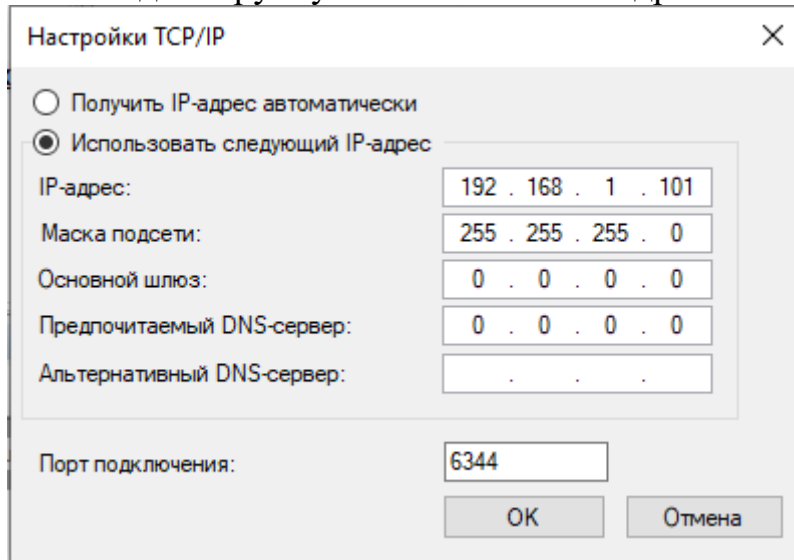 Настройки TCP/IP
Получить IP-адрес автоматически
Использовать следующий IP-адрес
IP-адрес: 192 . 168 . 1 . 101
Маска подсети: 255 . 255 . 255 . 0
Основной шлюз: 0 . 0 . 0 . 0
Предпочитаемый DNS-сервер: 0 . 0 . 0 . 0
Альтернативный DNS-сервер: . . .
Порт подключения: 6344
OK Отмена